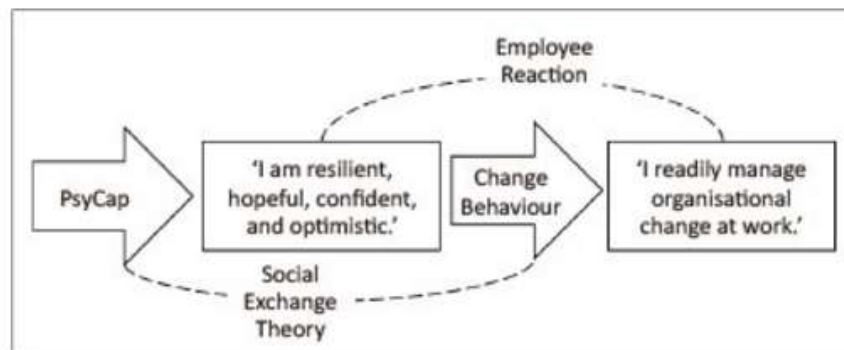 Employee
Reaction
PsyCap
‘I am resilient,
hopeful, confident,
and optimistic.’
Change
Behaviour
‘I readily manage
organisational
change at work.’
Social
Exchange
Theory